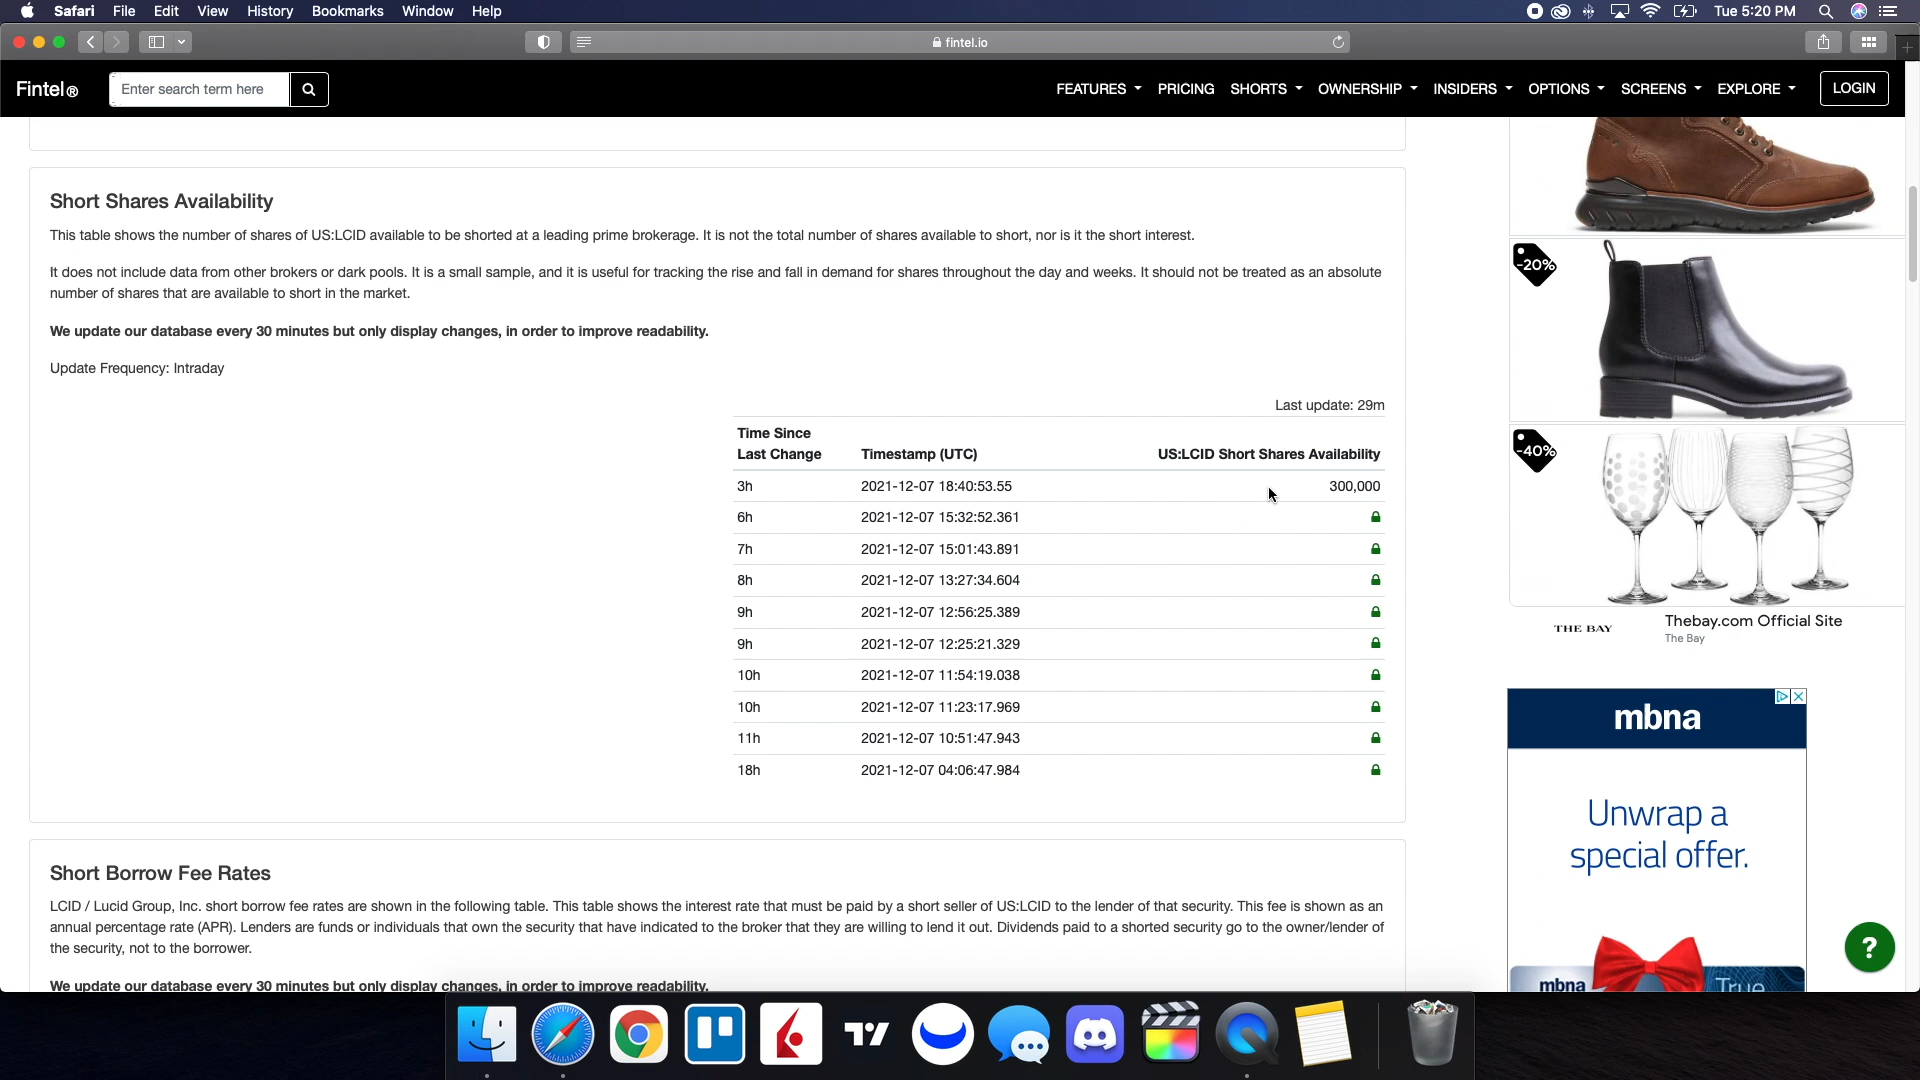 Safari File Edit View History Bookmarks Window Help
Tue 5:20 PM
fintel.io
Fintel® Enter search term here
FEATURES PRICING SHORTS OWNERSHIP INSIDERS OPTIONS SCREENS EXPLORE LOGIN
Short Shares Availability
This table shows the number of shares of US:LCID available to be shorted at a leading prime brokerage. It is not the total number of shares available to short, nor is it the short interest.
It does not include data from other brokers or dark pools. It is a small sample, and it is useful for tracking the rise and fall in demand for shares throughout the day and weeks. It should not be treated as an absolute
number of shares that are available to short in the market.
We update our database every 30 minutes but only display changes, in order to improve readability.
Update Frequency: Intraday
Last update: 29m
Time Since
Last Change Timestamp (UTC) US:LCID Short Shares Availability
3h 2021-12-07 18:40:53.55 300,000
6h 2021-12-07 15:32:52.361
7h 2021-12-07 15:01:43.891
8h 2021-12-07 13:27:34.604
9h 2021-12-07 12:56:25.389
9h 2021-12-07 12:25:21.329
10h 2021-12-07 11:54:19.038
10h 2021-12-07 11:23:17.969
11h 2021-12-07 10:51:47.943
18h 2021-12-07 04:06:47.984
Short Borrow Fee Rates
LCID / Lucid Group, Inc. short borrow fee rates are shown in the following table. This table shows the interest rate that must be paid by a short seller of US:LCID to the lender of that security. This fee is shown as an
annual percentage rate (APR). Lenders are funds or individuals that own the security that have indicated to the broker that they are willing to lend it out. Dividends paid to a shorted security go to the owner/lender of
the security, not to the borrower.
We update our database every 30 minutes but only display changes, in order to improve readability.
-20%
-40%
THE BAY
Thebay.com Official Site
The Bay
mbna
Unwrap a
special offer.
mbna True
?